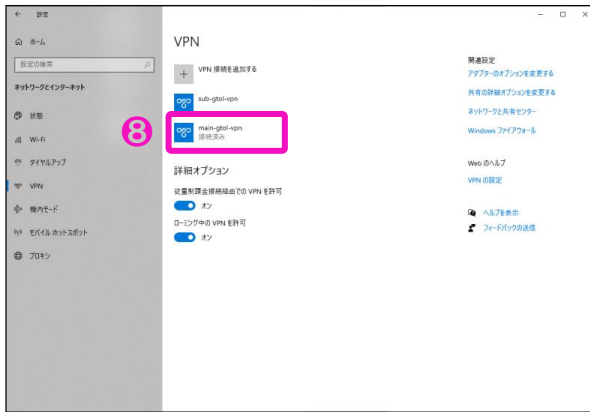 ← 設定
ホーム
設定の検索
ネットワークとインターネット
状態
Wi-Fi
ダイヤルアップ
VPN
機内モード
モバイル ホットスポット
プロキシ
VPN
VPN 接続を追加する
sub-gtol-vpn
8
main-gtol-vpn
接続済み
詳細オプション
従量制課金接続経由での VPN を許可
オン
ローミング中の VPN を許可
オン
関連設定
アダプターのオプションを変更する
共有の詳細オプションを変更する
ネットワークと共有センター
Windows ファイアウォール
Web のヘルプ
VPN の設定
ヘルプを表示
フィードバックの送信